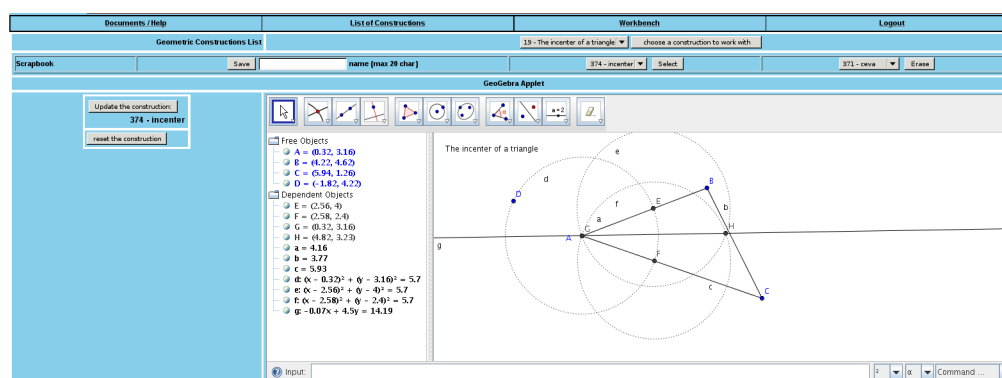 Documents/Help List of Constructions Workbench Logout
Geometric Constructions List 19 - The incenter of a triangle choose a construction to work with
Scrapbook Save name (max 20 char) 374 - incenter Select 371 - ceva Erase
GeoGebra Applet
Update the construction:
374 - incenter
reset the construction
a=2
Free Objects
A = (0.32, 3.16)
B = (4.22, 4.62)
C = (5.94, 1.26)
D = (-1.82, 4.22)
Dependent Objects
E = (2.56, 4)
F = (2.58, 2.4)
G = (0.32, 3.16)
H = (4.82, 3.23)
a = 4.16
b = 3.77
c = 5.93
d: (x - 0.32)² + (y - 3.16)² = 5.7
e: (x - 2.56)² + (y - 4)² = 5.7
f: (x - 2.58)² + (y - 2.4)² = 5.7
g: -0.07x + 4.5y = 14.19
The incenter of a triangle
e
d
B
D
f
E
b
a
G
H
A
g
F
c
C
Input: ² α Command ...